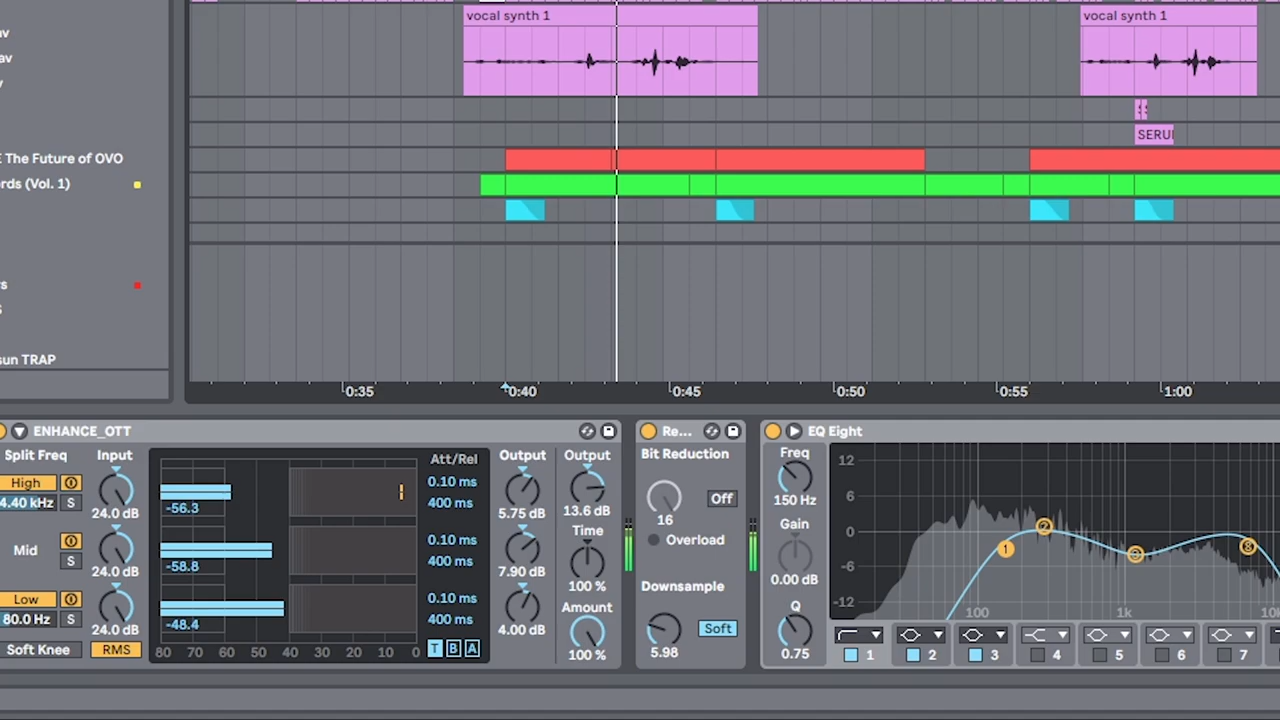 vocal synth 1
vocal synth 1
av
SERUI
E The Future of OVO
rds (Vol. 1)
s
sun TRAP
0:35
0:40
0:45
0:50
0:55
1:00
ENHANCE_OTT
Split Freq
Input
High
4.40 kHz
S
24.0 dB
Mid
S
24.0 dB
Low
80.0 Hz
S
24.0 dB
Soft Knee
RMS
-56.3
-58.8
-48.4
80 70 60 50 40 30 20 10 0
Att/Rel
0.10 ms
400 ms
0.10 ms
400 ms
0.10 ms
400 ms
T B A
Output
5.75 dB
7.90 dB
4.00 dB
Output
13.6 dB
Time
100 %
Amount
100 %
Re...
Bit Reduction
16
Off
Overload
Downsample
5.98
Soft
EQ Eight
Freq
150 Hz
Gain
0.00 dB
Q
0.75
12
6
0
-6
-12
100
1k
10
1
2
8
1 2 3 4 5 6 7